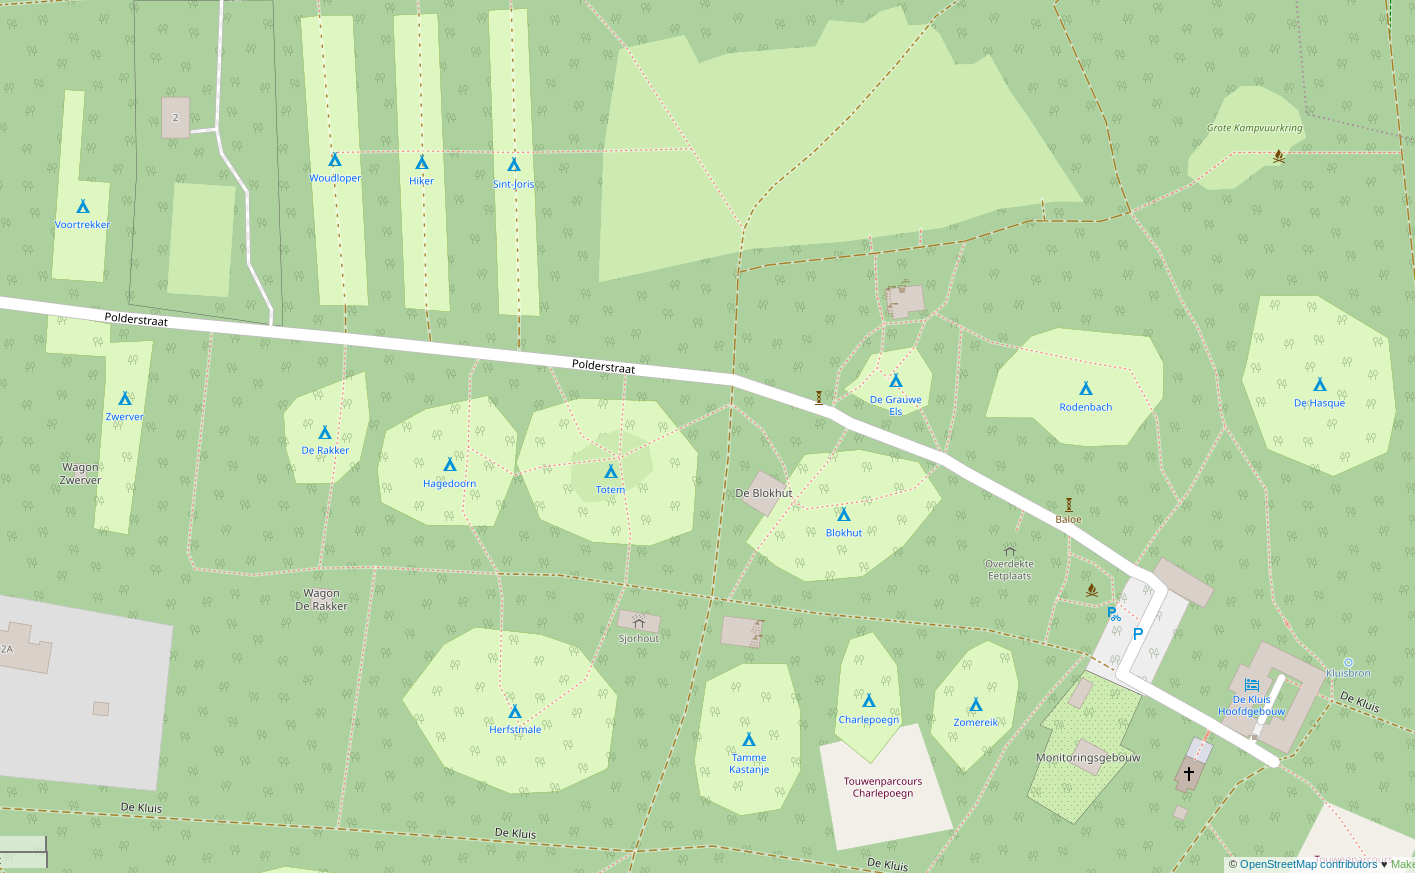 2
Grote Kampvuurkring
Woudloper
Hiker
Sint-Joris
Voortrekker
Polderstraat
Polderstraat
Zwerver
De Rakker
Hagedoorn
Totem
De Grauwe
Els
Rodenbach
De Hasque
Wagon
Zwerver
De Blokhut
Blokhut
Baloe
Overdekte
Eetplaats
Wagon
De Rakker
Sjorhout
P
P
2A
Kluisbron
De Kluis
Hoofdgebouw
De Kluis
Herfstmale
Charlepoegn
Zomereik
Tamme
Kastanje
Monitoringsgebouw
Touwenparcours
Charlepoegn
De Kluis
De Kluis
De Kluis
Touwenparcours
© OpenStreetMap contributors ♥ Make